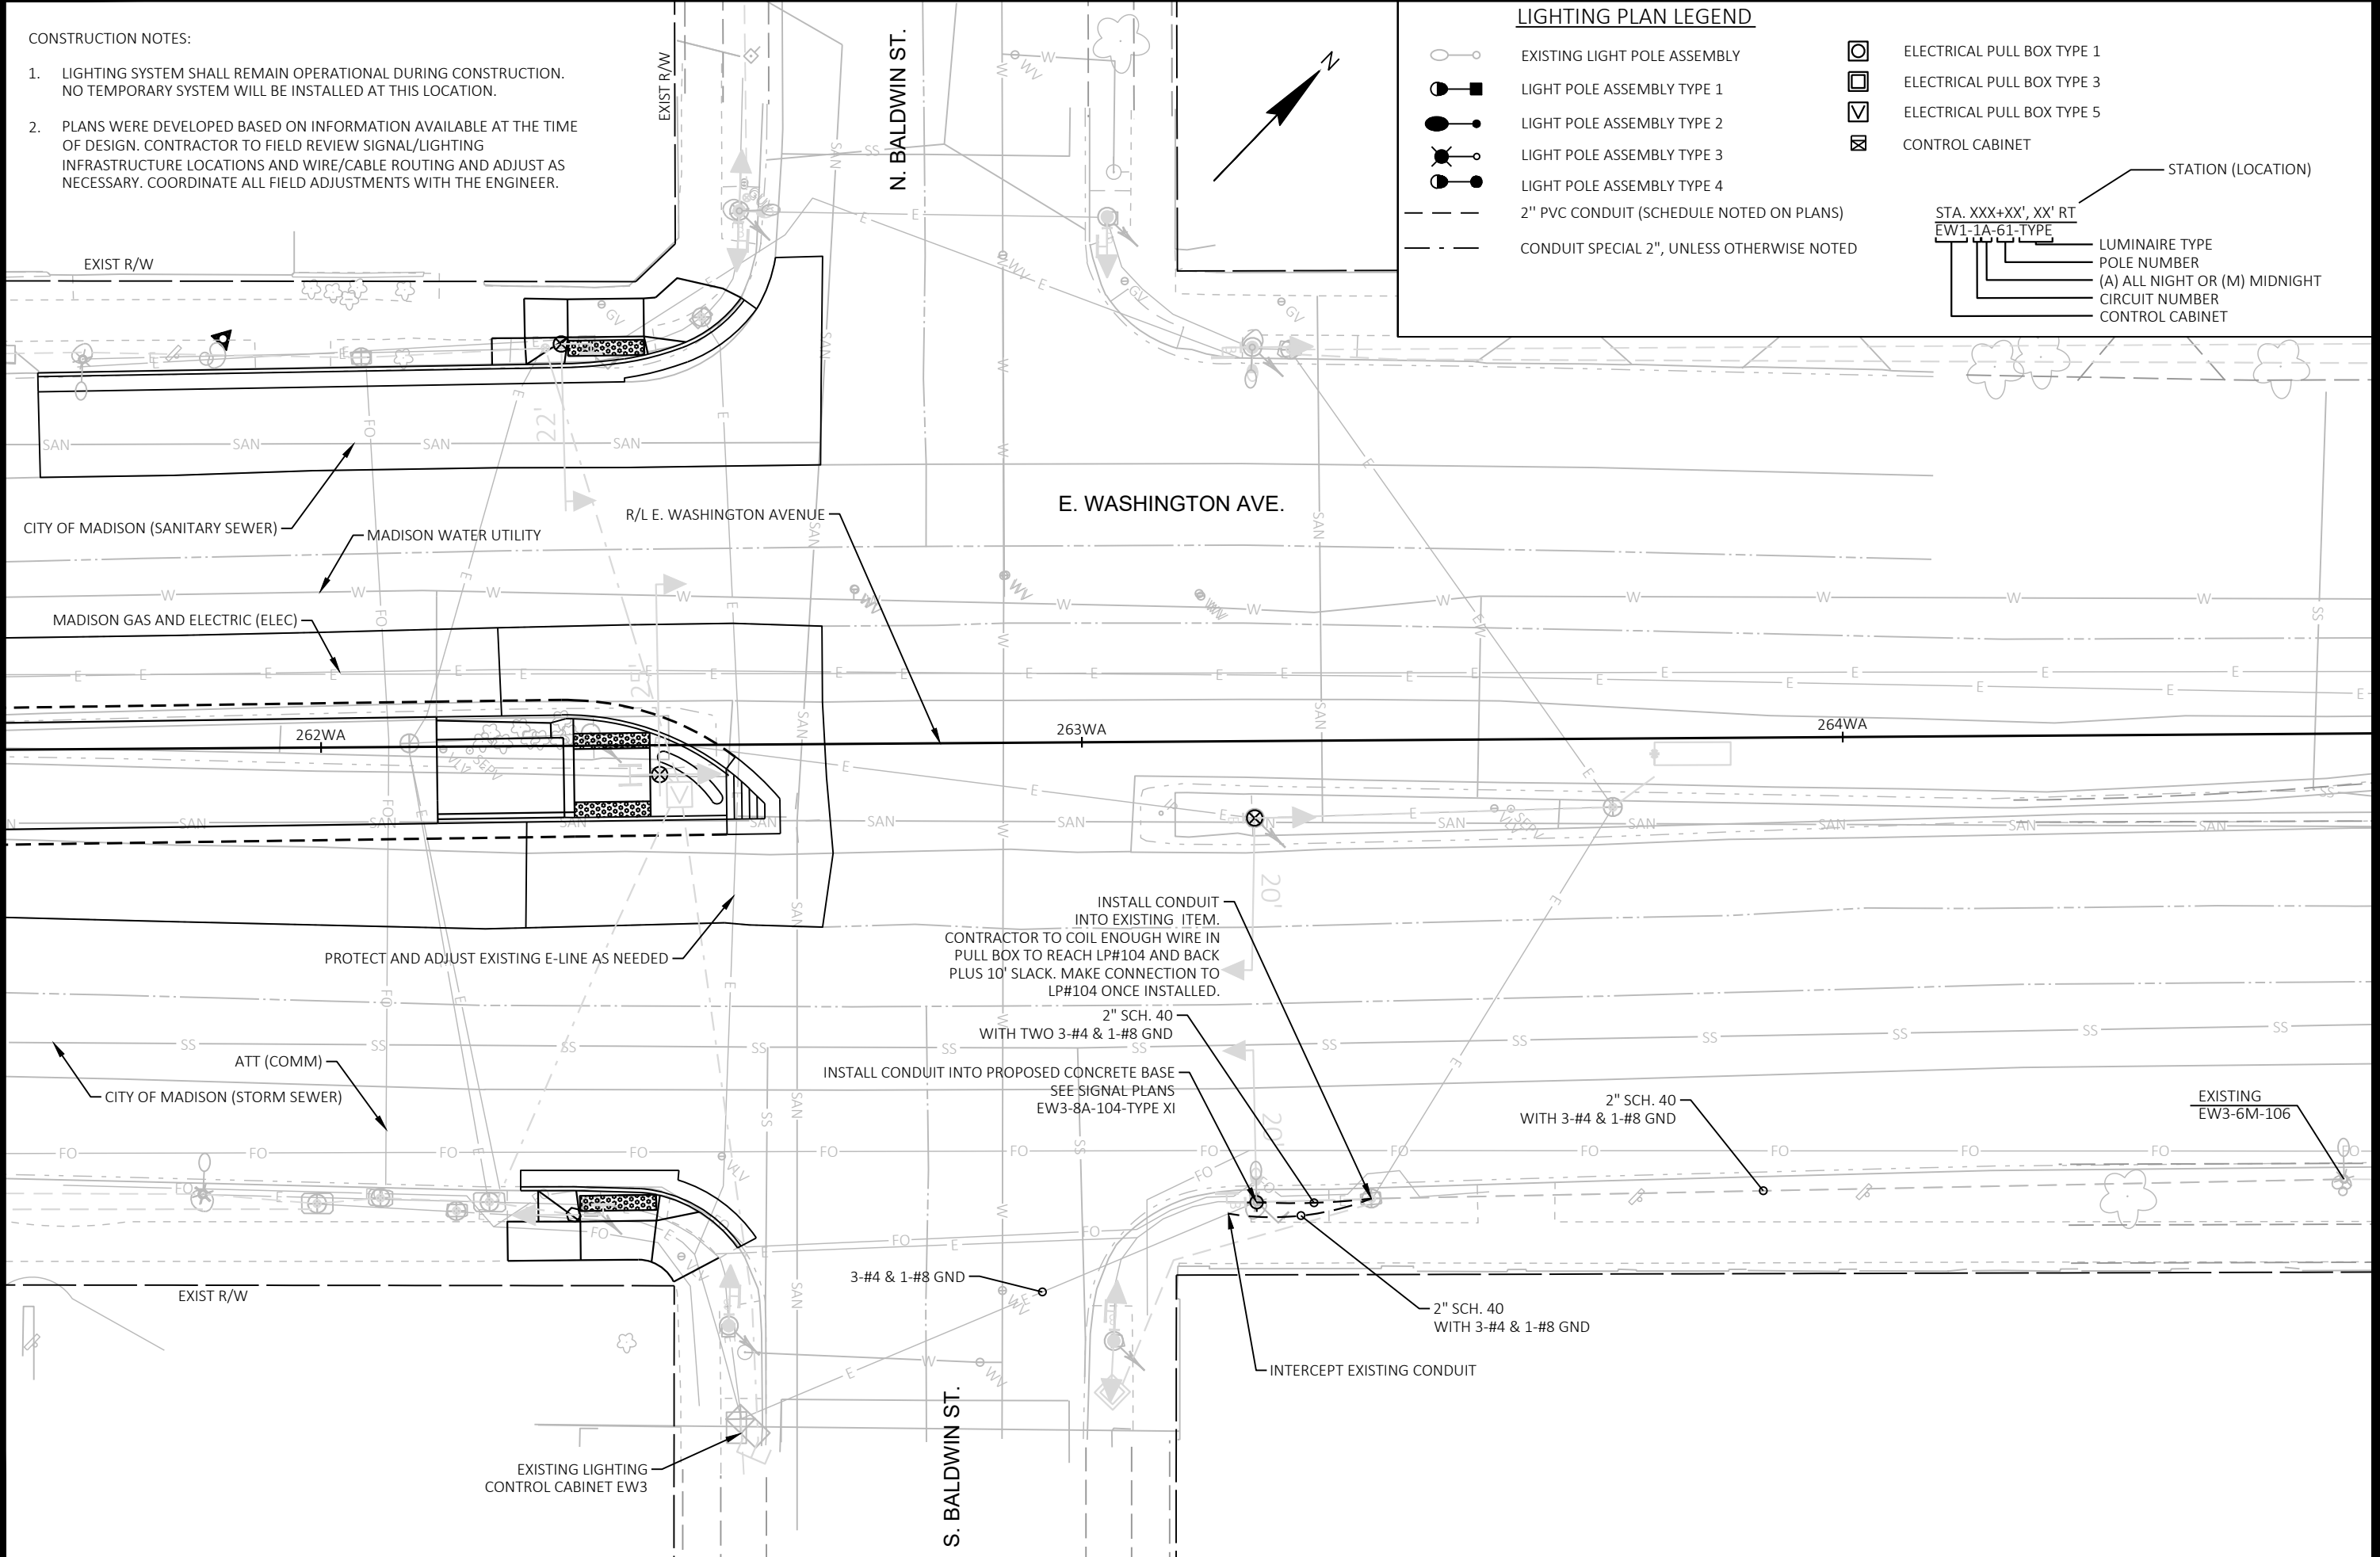 CONSTRUCTION NOTES:
1. LIGHTING SYSTEM SHALL REMAIN OPERATIONAL DURING CONSTRUCTION.
NO TEMPORARY SYSTEM WILL BE INSTALLED AT THIS LOCATION.
2. PLANS WERE DEVELOPED BASED ON INFORMATION AVAILABLE AT THE TIME
OF DESIGN. CONTRACTOR TO FIELD REVIEW SIGNAL/LIGHTING
INFRASTRUCTURE LOCATIONS AND WIRE/CABLE ROUTING AND ADJUST AS
NECESSARY. COORDINATE ALL FIELD ADJUSTMENTS WITH THE ENGINEER.
EXIST R/W
EXIST R/W
N. BALDWIN ST.
LIGHTING PLAN LEGEND
EXISTING LIGHT POLE ASSEMBLY
LIGHT POLE ASSEMBLY TYPE 1
LIGHT POLE ASSEMBLY TYPE 2
LIGHT POLE ASSEMBLY TYPE 3
LIGHT POLE ASSEMBLY TYPE 4
2'' PVC CONDUIT (SCHEDULE NOTED ON PLANS)
CONDUIT SPECIAL 2", UNLESS OTHERWISE NOTED
ELECTRICAL PULL BOX TYPE 1
ELECTRICAL PULL BOX TYPE 3
ELECTRICAL PULL BOX TYPE 5
CONTROL CABINET
STATION (LOCATION)
STA. XXX+XX', XX' RT
EW1-1A-61-TYPE
LUMINAIRE TYPE
POLE NUMBER
(A) ALL NIGHT OR (M) MIDNIGHT
CIRCUIT NUMBER
CONTROL CABINET
N
22'
CITY OF MADISON (SANITARY SEWER)
MADISON WATER UTILITY
R/L E. WASHINGTON AVENUE
E. WASHINGTON AVE.
MADISON GAS AND ELECTRIC (ELEC)
25'
262WA
263WA
264WA
20'
PROTECT AND ADJUST EXISTING E-LINE AS NEEDED
INSTALL CONDUIT
INTO EXISTING ITEM.
CONTRACTOR TO COIL ENOUGH WIRE IN
PULL BOX TO REACH LP#104 AND BACK
PLUS 10' SLACK. MAKE CONNECTION TO
LP#104 ONCE INSTALLED.
2" SCH. 40
WITH TWO 3-#4 & 1-#8 GND
ATT (COMM)
CITY OF MADISON (STORM SEWER)
INSTALL CONDUIT INTO PROPOSED CONCRETE BASE
SEE SIGNAL PLANS
EW3-8A-104-TYPE XI
20'
2" SCH. 40
WITH 3-#4 & 1-#8 GND
EXISTING
EW3-6M-106
3-#4 & 1-#8 GND
2" SCH. 40
WITH 3-#4 & 1-#8 GND
INTERCEPT EXISTING CONDUIT
EXIST R/W
EXISTING LIGHTING
CONTROL CABINET EW3
S. BALDWIN ST.